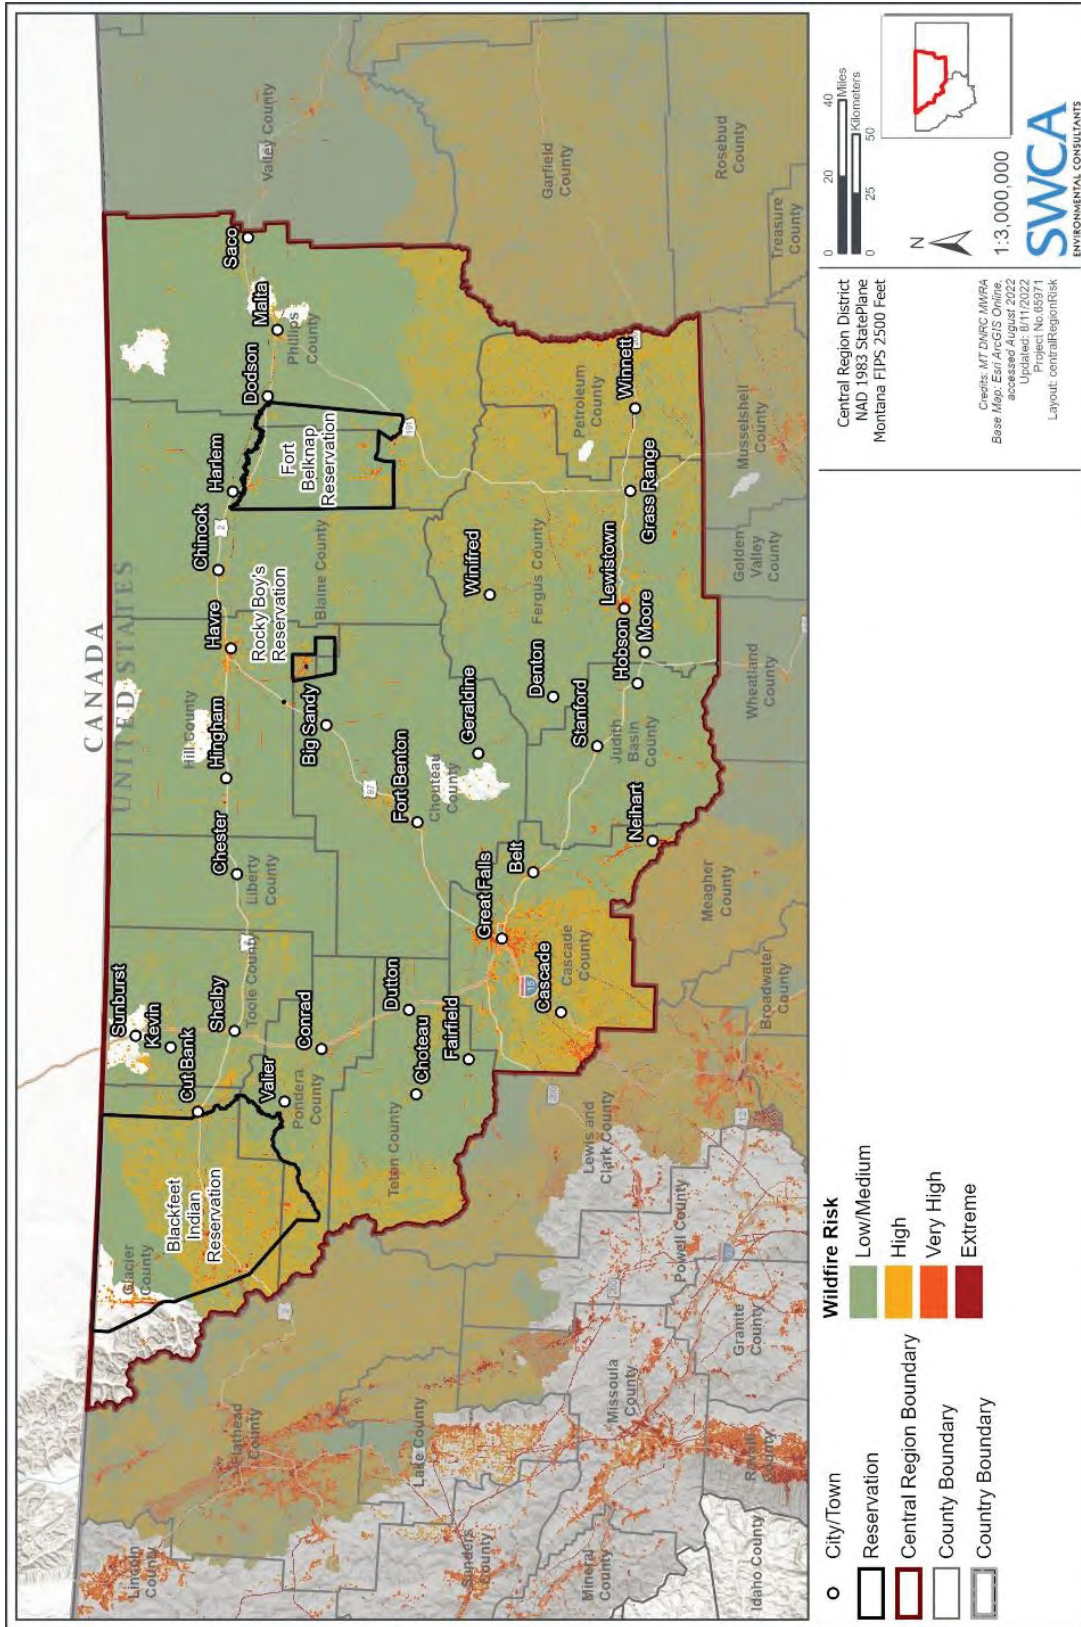 CANADA
UNITED STATES
Sunburst
Kevin
Cut Bank
Shelby
Toole County
Chester
Liberty
County
Hingham
Hill County
Havre
Chinook
2
Harlem
Dodson
Malta
Phillips
County
Saco
Valley County
Glacier
County
Blackfeet
Indian
Reservation
Valier
Pondera
County
Conrad
Dutton
Choteau
Fairfield
Teton County
Big Sandy
Rocky Boy's
Reservation
Blaine County
Fort
Belknap
Reservation
191
87
Fort Benton
Chouteau
County
Geraldine
Winifred
Fergus County
Denton
Stanford
Judith
Basin
County
Hobson
Moore
Lewistown
Grass Range
Winnett
Petroleum
County
Great Falls
Belt
Neihart
15
Cascade
Cascade
County
Garfield
County
Rosebud
County
Treasure
County
Musselshell
County
Golden
Valley
County
Wheatland
County
Meagher
County
Broadwater
County
Lewis and
Clark County
12
Powell County
Granite
County
Missoula
County
Ravalli
County
Flathead
County
2
Lake County
Lincoln
County
Sanders
County
Mineral
County
Idaho County
City/Town
Reservation
Central Region Boundary
County Boundary
Country Boundary
Wildfire Risk
Low/Medium
High
Very High
Extreme
Central Region District
NAD 1983 StatePlane
Montana FIPS 2500 Feet
Credits: MT DNRC MWRA
Base Map: Esri ArcGIS Online,
accessed August 2022
Updated: 8/11/2022
Project No.65971
Layout: centralRegionRisk
0 20 40
Miles
Kilometers
0 25 50
N
1:3,000,000
SWCA
ENVIRONMENTAL CONSULTANTS